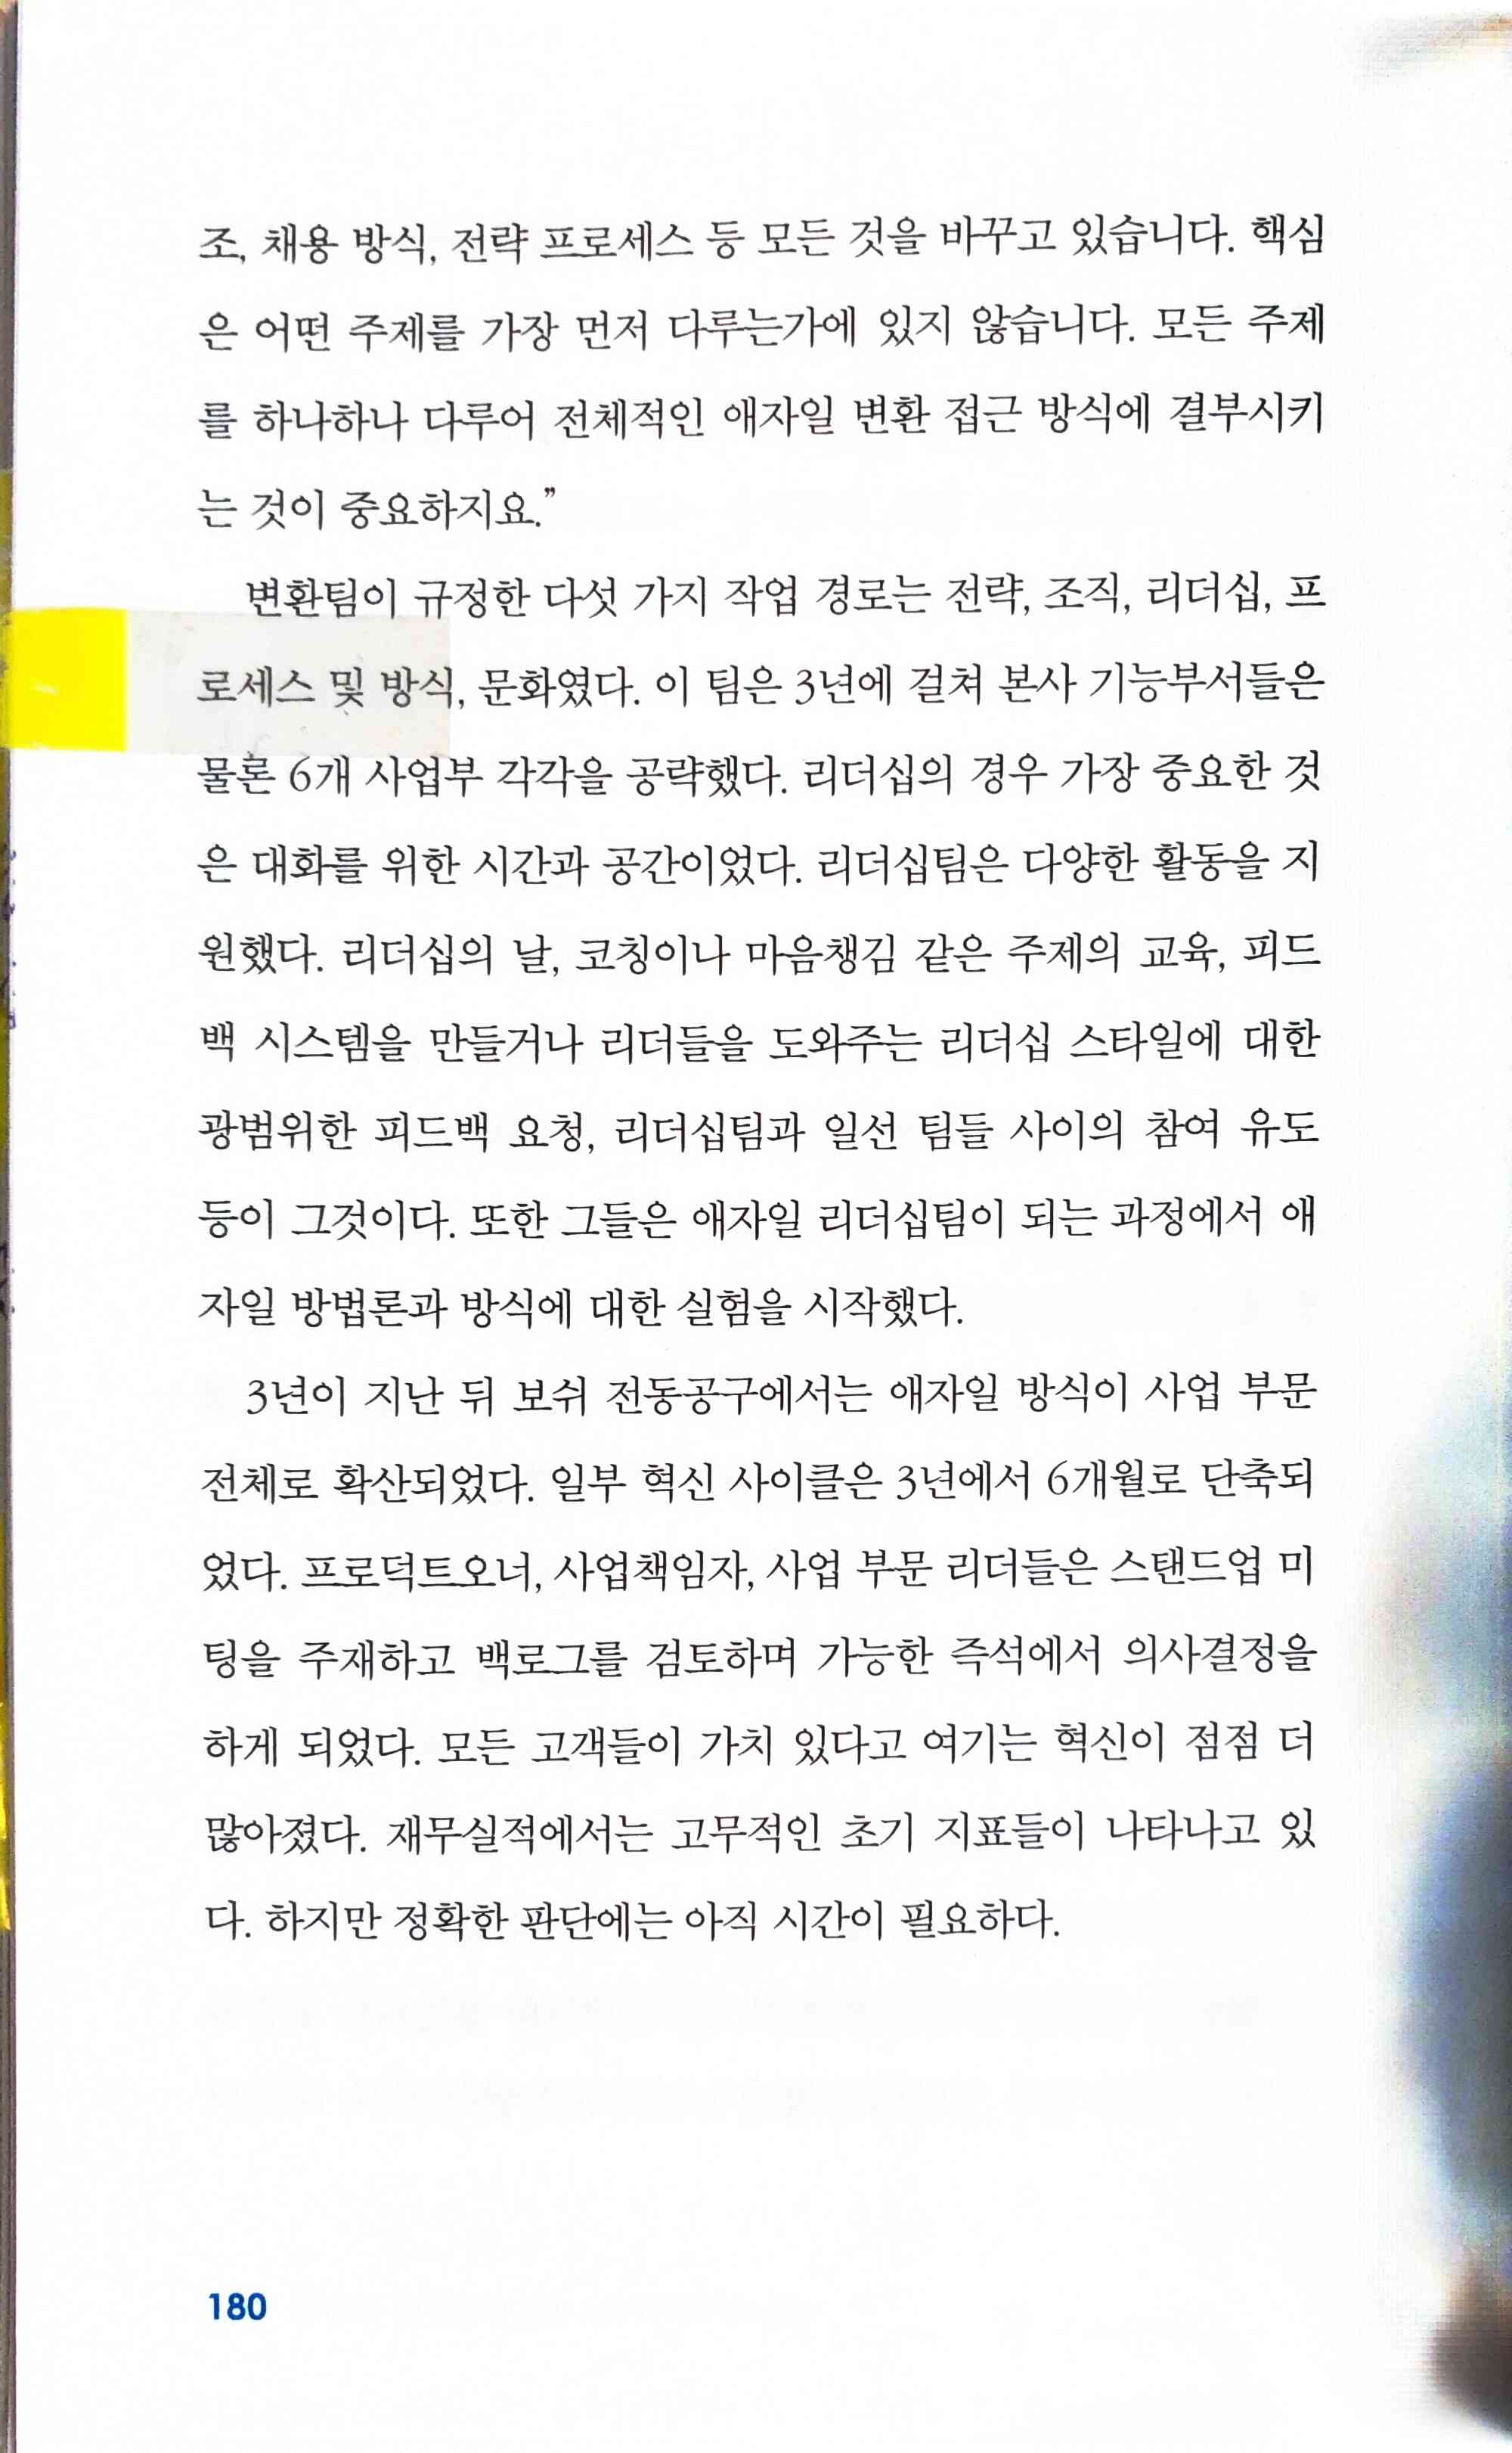 조, 채용 방식, 전략 프로세스 등 모든 것을 바꾸고 있습니다. 핵심
은 어떤 주제를 가장 먼저 다루는가에 있지 않습니다. 모든 주제
를 하나하나 다루어 전체적인 애자일 변환 접근 방식에 결부시키
는 것이 중요하지요.”
변환팀이 규정한 다섯 가지 작업 경로는 전략, 조직, 리더십, 프
로세스 및 방식, 문화였다. 이 팀은 3년에 걸쳐 본사 기능부서들은
물론 6개 사업부 각각을 공략했다. 리더십의 경우 가장 중요한 것
은 대화를 위한 시간과 공간이었다. 리더십팀은 다양한 활동을 지
원했다. 리더십의 날, 코칭이나 마음챙김 같은 주제의 교육, 피드
백 시스템을 만들거나 리더들을 도와주는 리더십 스타일에 대한
광범위한 피드백 요청, 리더십팀과 일선 팀들 사이의 참여 유도
등이 그것이다. 또한 그들은 애자일 리더십팀이 되는 과정에서 애
자일 방법론과 방식에 대한 실험을 시작했다.
3년이 지난 뒤 보쉬 전동공구에서는 애자일 방식이 사업 부문
전체로 확산되었다. 일부 혁신 사이클은 3년에서 6개월로 단축되
었다. 프로덕트오너, 사업책임자, 사업 부문 리더들은 스탠드업 미
팅을 주재하고 백로그를 검토하며 가능한 즉석에서 의사결정을
하게 되었다. 모든 고객들이 가치 있다고 여기는 혁신이 점점 더
많아졌다. 재무실적에서는 고무적인 초기 지표들이 나타나고 있
다. 하지만 정확한 판단에는 아직 시간이 필요하다.
180